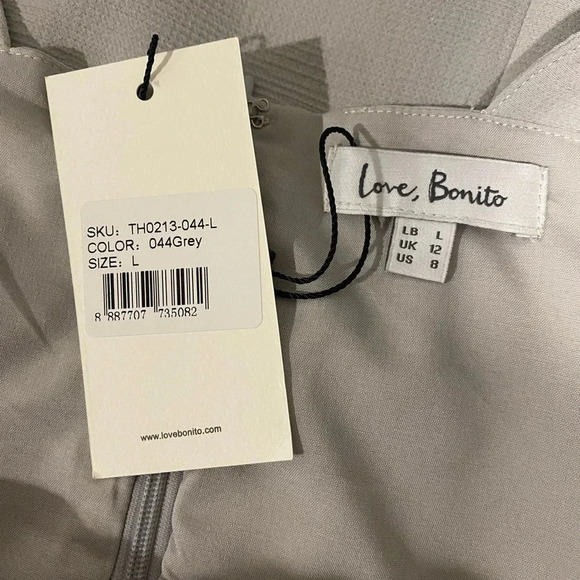 SKU: TH0213-044-L
COLOR: 044Grey
SIZE: L
8 887707 735082
www.lovebonito.com
Love, Bonito
LB L
UK 12
US 8